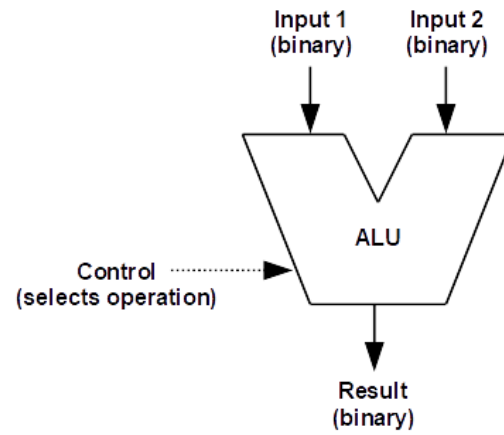 Input 1
(binary)
Input 2
(binary)
ALU
Control
(selects operation)
Result
(binary)